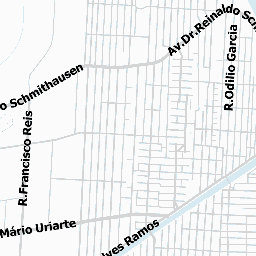 Av.Dr.Reinaldo Sch
R.Odilio Garcia
o Schmithausen
R.Francisco Reis
Mário Uriarte
lves Ramos